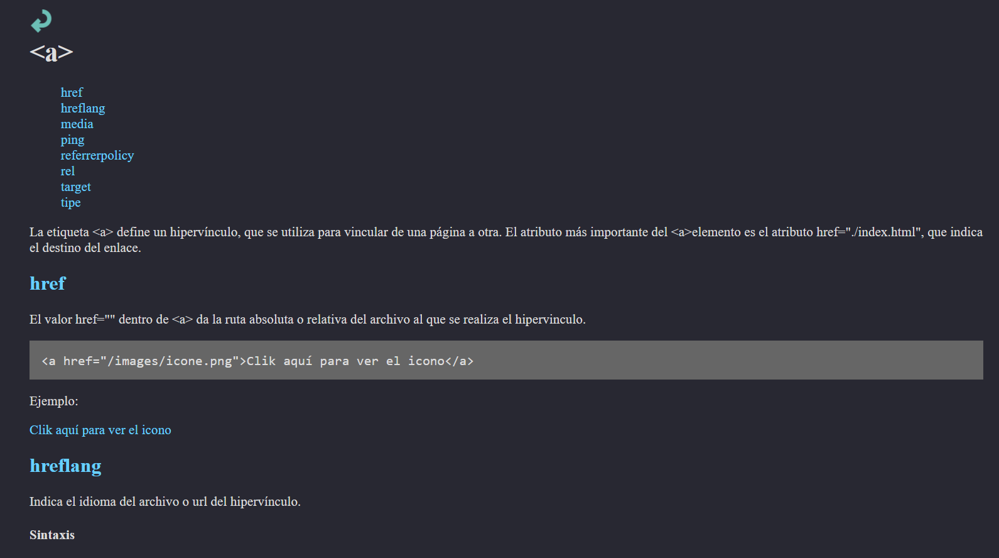 <a>
href
hreflang
media
ping
referrerpolicy
rel
target
tipe
La etiqueta <a> define un hipervínculo, que se utiliza para vincular de una página a otra. El atributo más importante del <a>elemento es el atributo href="./index.html", que indica
el destino del enlace.
href
El valor href="" dentro de <a> da la ruta absoluta o relativa del archivo al que se realiza el hipervinculo.
<a href="/images/icone.png">Clik aquí para ver el icono</a>
Ejemplo:
Clik aquí para ver el icono
hreflang
Indica el idioma del archivo o url del hipervínculo.
Sintaxis